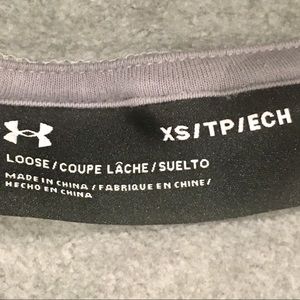 XS/TP/ECH
LOOSE/COUPE LÂCHE/SUELTO
MADE IN CHINA/FABRIQUE EN CHINE/
HECHO EN CHINA